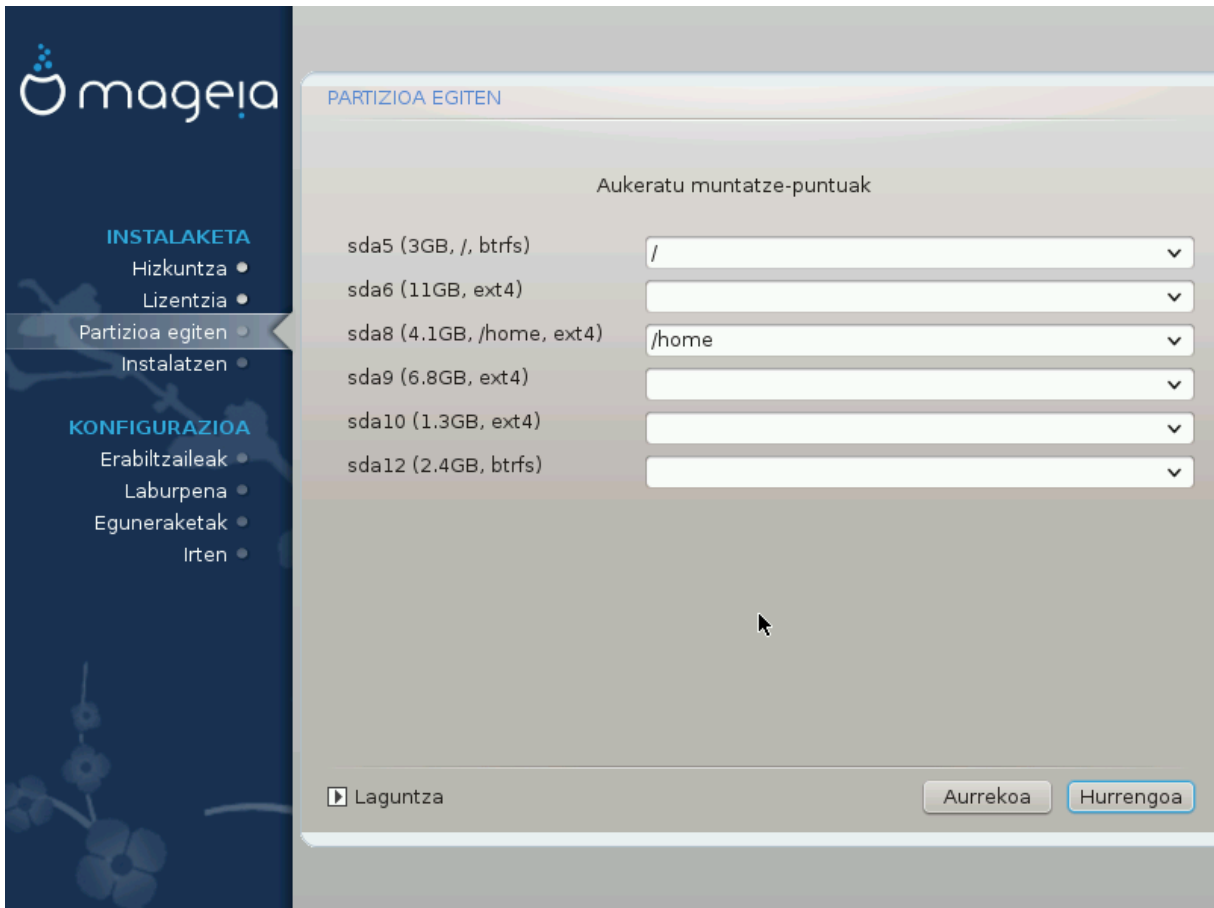 mageia
INSTALAKETA
Hizkuntza
Lizentzia
Partizioa egiten
Instalatzen
KONFIGURAZIOA
Erabiltzaileak
Laburpena
Eguneraketak
Irten
PARTIZIOA EGITEN
Aukeratu muntatze-puntuak
sda5 (3GB, /, btrfs) /
sda6 (11GB, ext4)
sda8 (4.1GB, /home, ext4) /home
sda9 (6.8GB, ext4)
sda10 (1.3GB, ext4)
sda12 (2.4GB, btrfs)
Laguntza Aurrekoa Hurrengoa